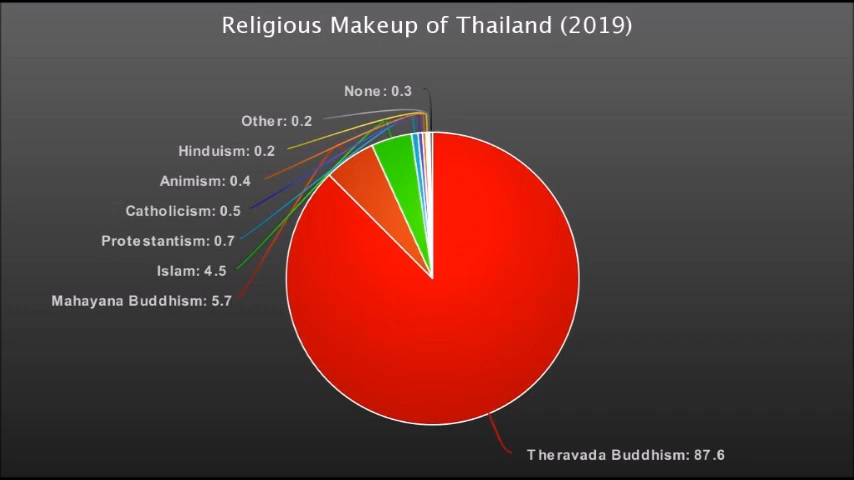 Religious Makeup of Thailand (2019)
None: 0.3
Other: 0.2
Hinduism: 0.2
Animism: 0.4
Catholicism: 0.5
Protestantism: 0.7
Islam: 4.5
Mahayana Buddhism: 5.7
Theravada Buddhism: 87.6